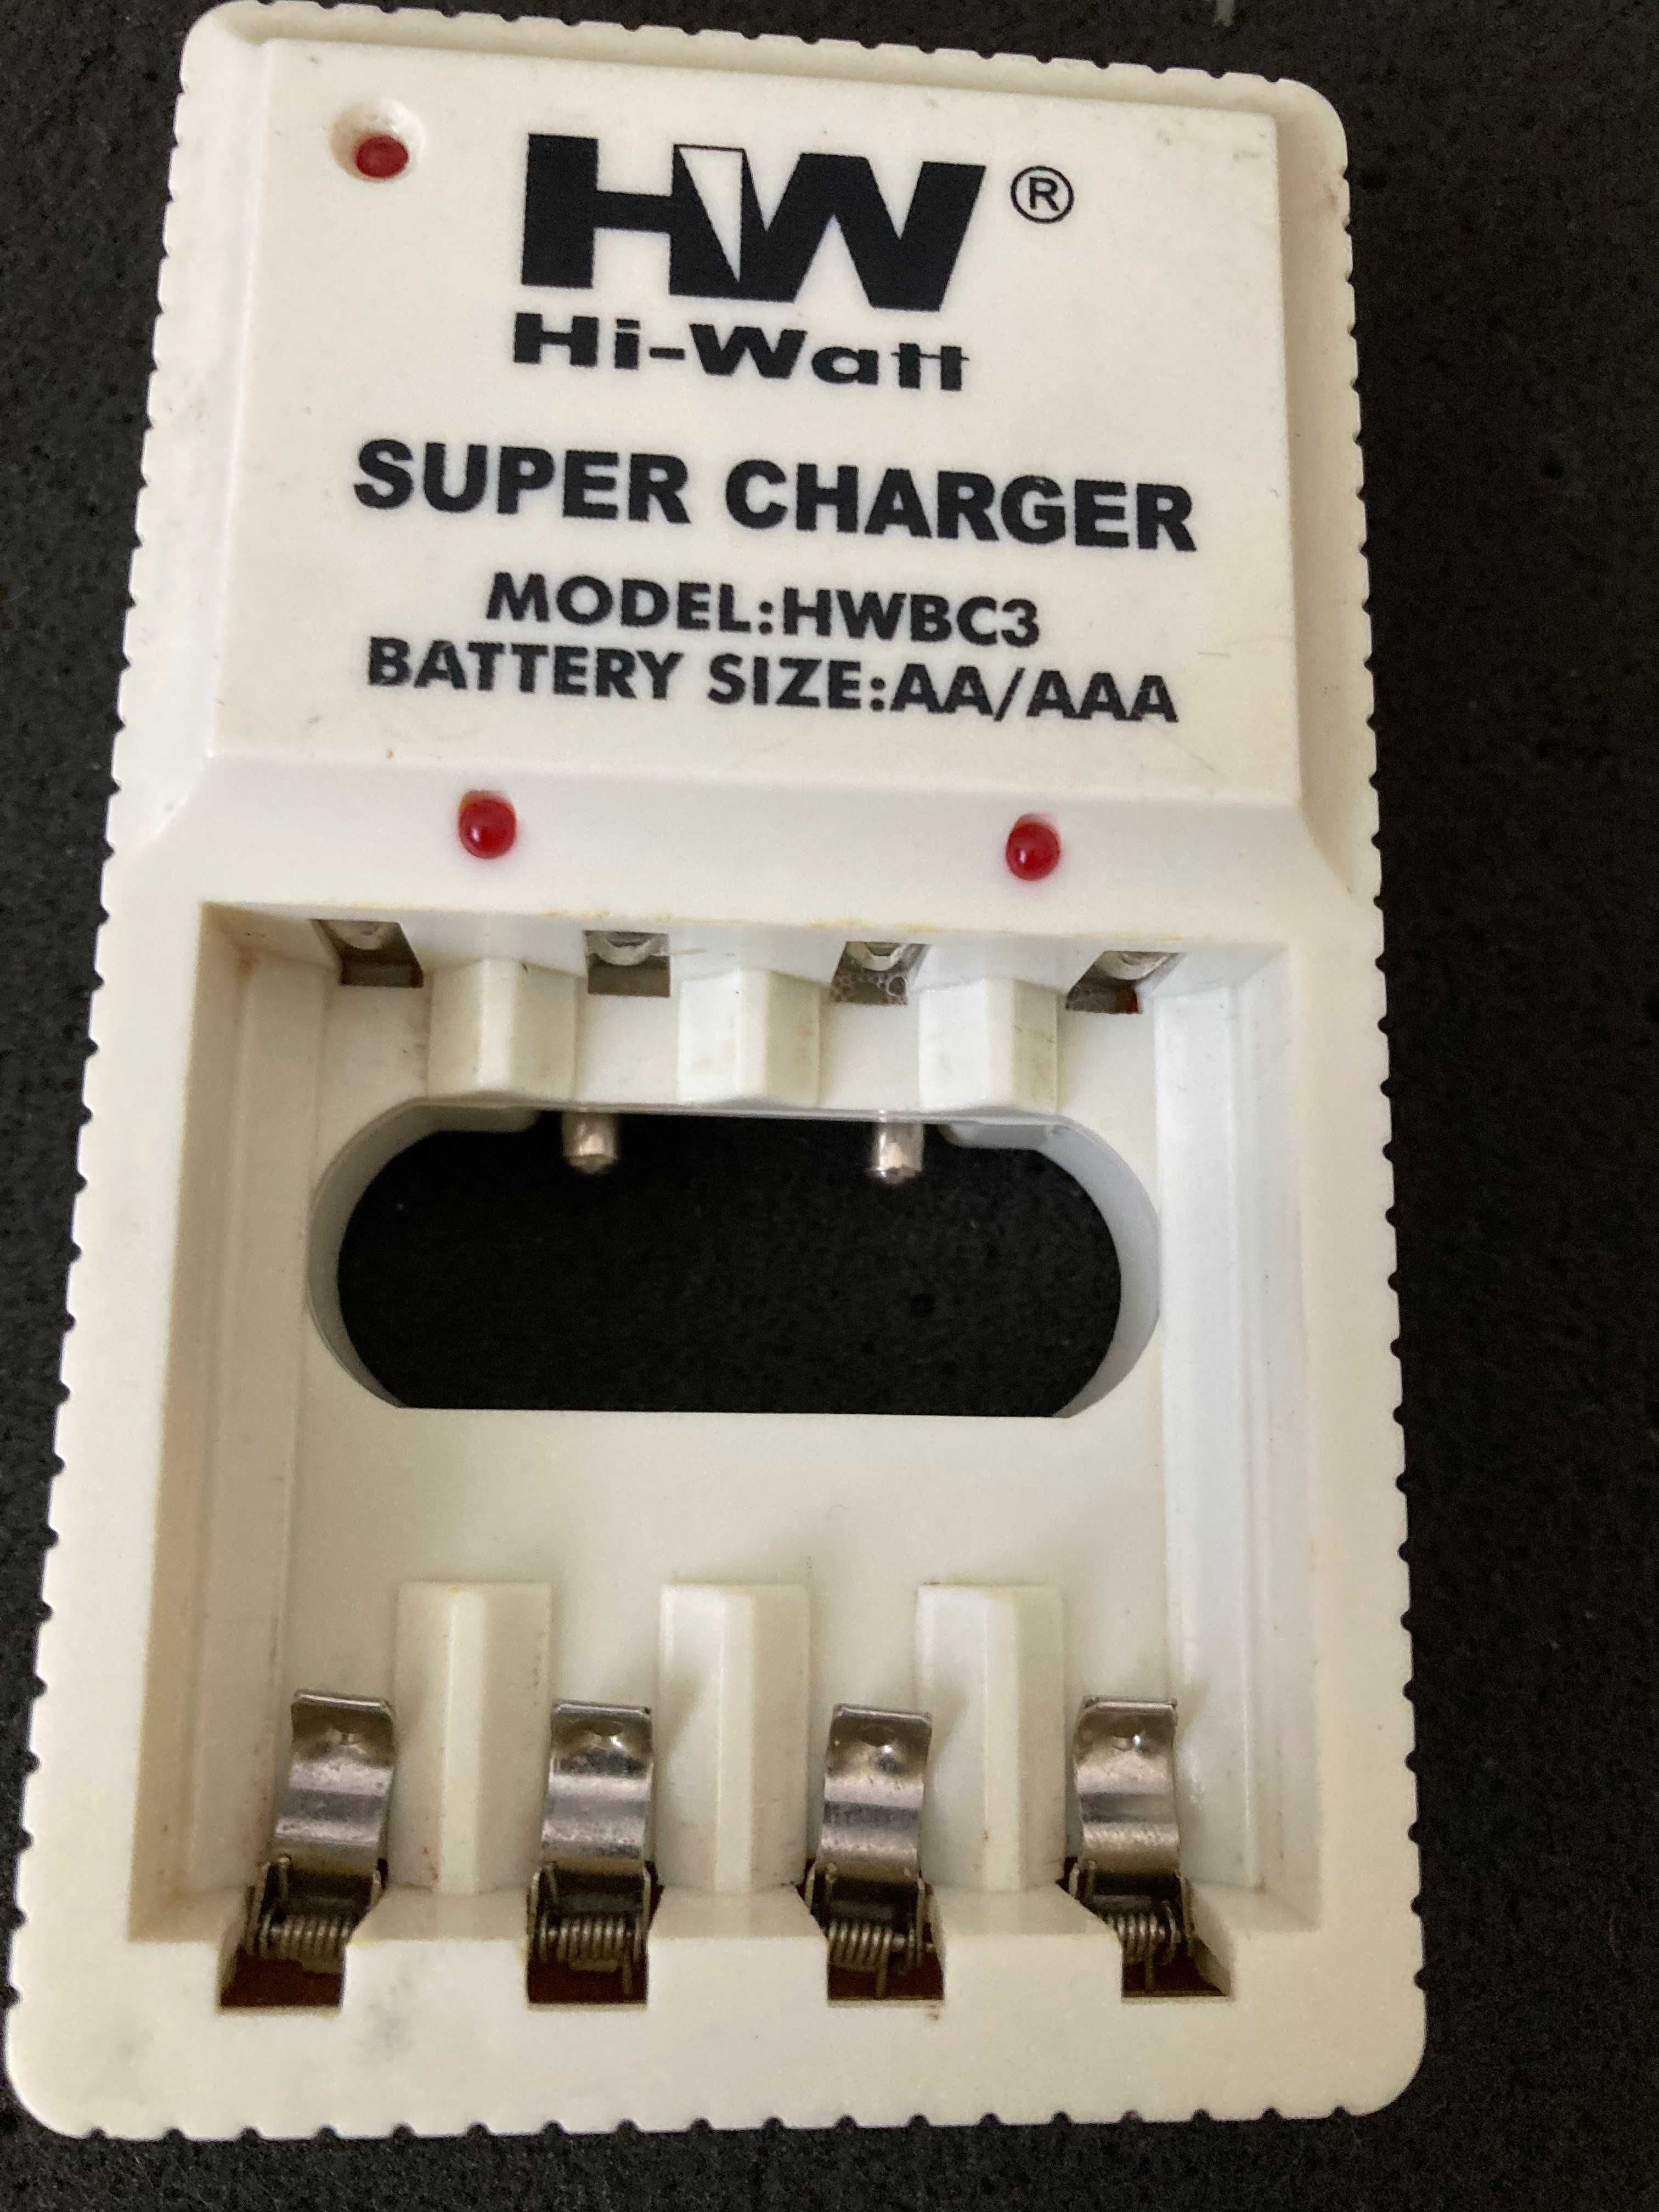 HW®
Hi-Watt
SUPER CHARGER
MODEL:HWBC3
BATTERY SIZE:AA/AAA